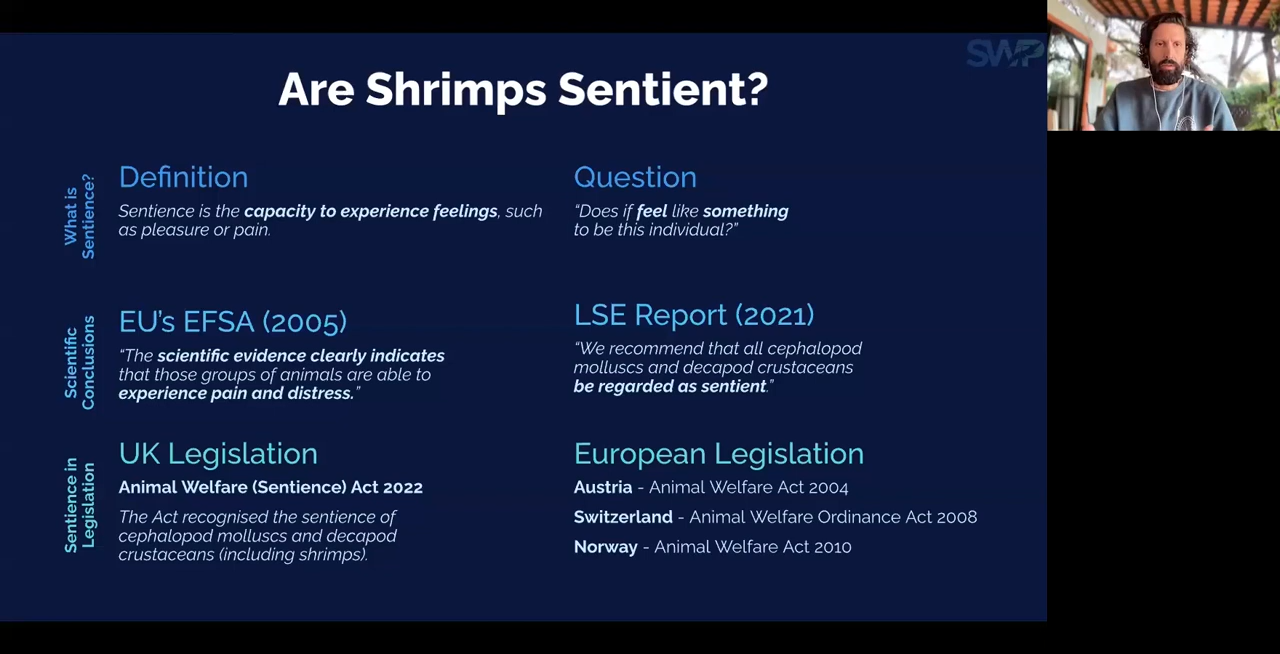 SWP
Are Shrimps Sentient?
What is
Sentience?
Definition
Sentience is the capacity to experience feelings, such
as pleasure or pain.
Question
“Does if feel like something
to be this individual?”
Scientific
Conclusions
EU’s EFSA (2005)
“The scientific evidence clearly indicates
that those groups of animals are able to
experience pain and distress.”
LSE Report (2021)
“We recommend that all cephalopod
molluscs and decapod crustaceans
be regarded as sentient.”
Sentience in
Legislation
UK Legislation
Animal Welfare (Sentience) Act 2022
The Act recognised the sentience of
cephalopod molluscs and decapod
crustaceans (including shrimps).
European Legislation
Austria - Animal Welfare Act 2004
Switzerland - Animal Welfare Ordinance Act 2008
Norway - Animal Welfare Act 2010